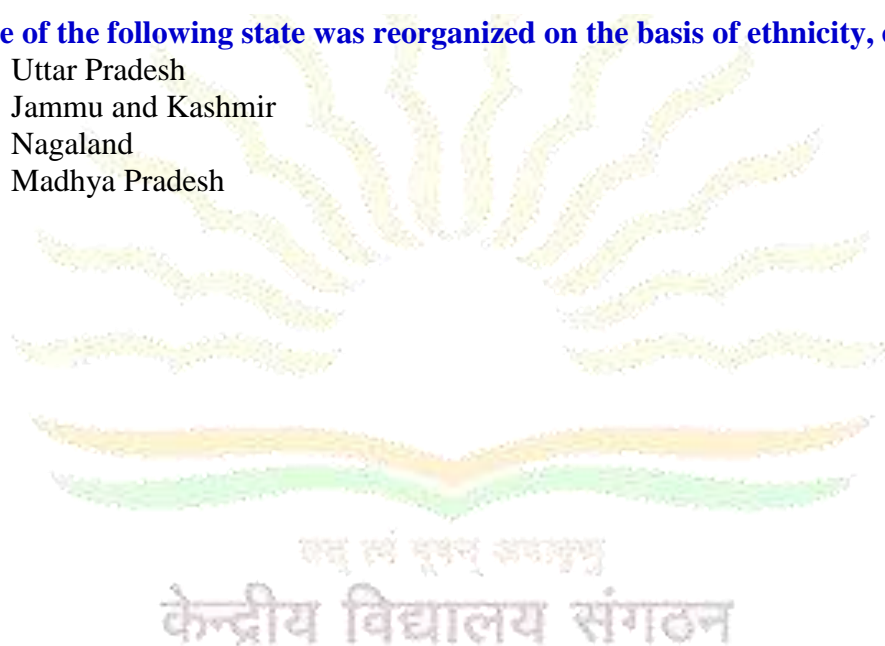 e of the following state was reorganized on the basis of ethnicity,
Uttar Pradesh
Jammu and Kashmir
Nagaland
Madhya Pradesh
केन्द्रीय विद्यालय संगठन